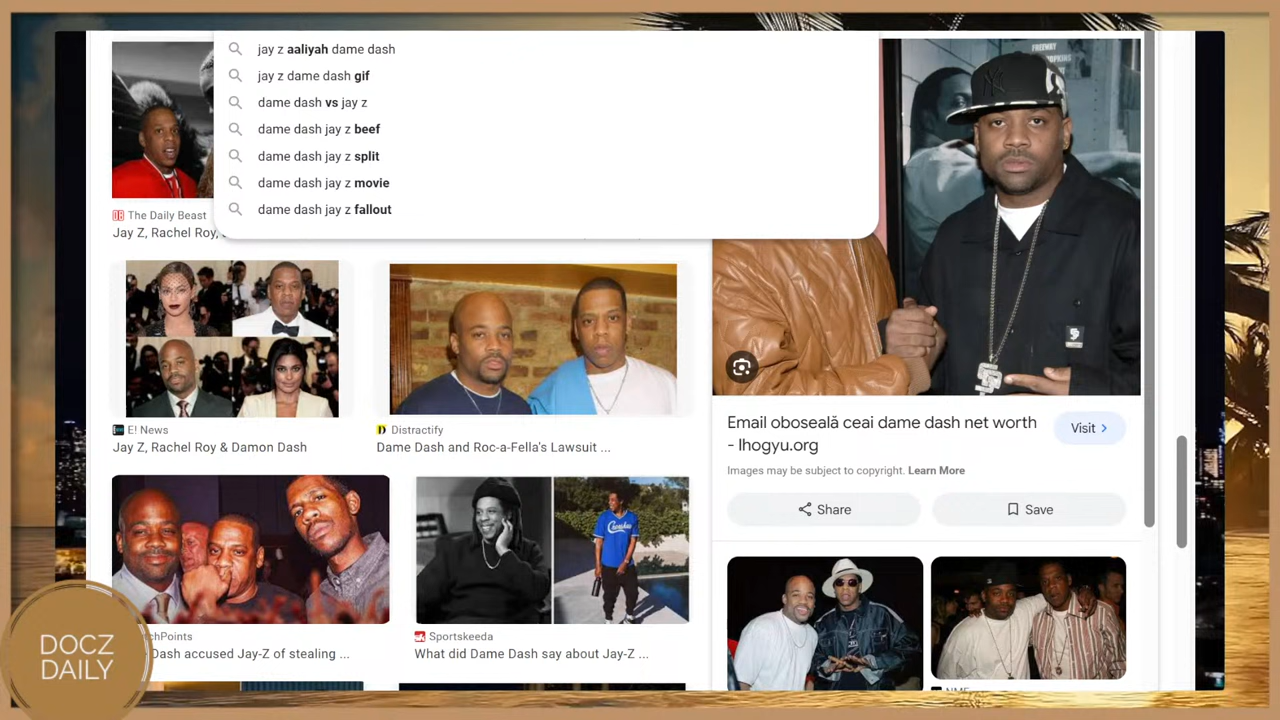 jay z aaliyah dame dash
jay z dame dash gif
dame dash vs jay z
dame dash jay z beef
dame dash jay z split
dame dash jay z movie
dame dash jay z fallout
The Daily Beast
Jay Z, Rachel Roy,
E! News
Jay Z, Rachel Roy & Damon Dash
Distractify
Dame Dash and Roc-a-Fella's Lawsuit ...
tchPoints
Dash accused Jay-Z of stealing ...
Sportskeeda
What did Dame Dash say about Jay-Z ...
FREEWAY
Email oboseală ceai dame dash net worth
- lhogyu.org
Visit
Images may be subject to copyright. Learn More
Share
Save
DOCZ
DAILY